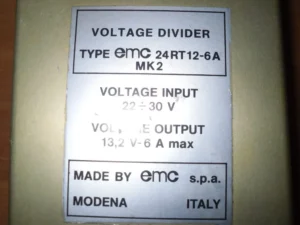 VOLTAGE DIVIDER
TYPE emc 24RT12-6A
MK2
VOLTAGE INPUT
22÷30 V
OUTPUT
13,2 V-6 A max
MADE BY emc s.p.a.
MODENA ITALY